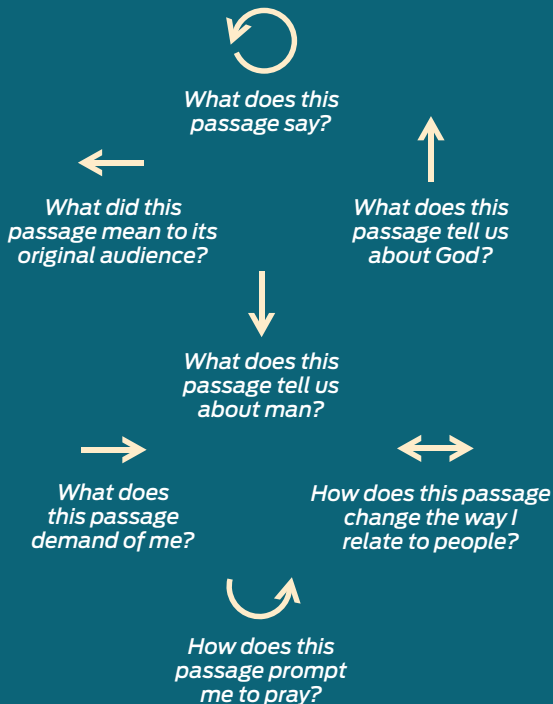 What does this
passage say?
What did this
passage mean to its
original audience?
What does this
passage tell us
about God?
What does this
passage tell us
about man?
What does
this passage
demand of me?
How does this passage
change the way I
relate to people?
How does this
passage prompt
me to pray?